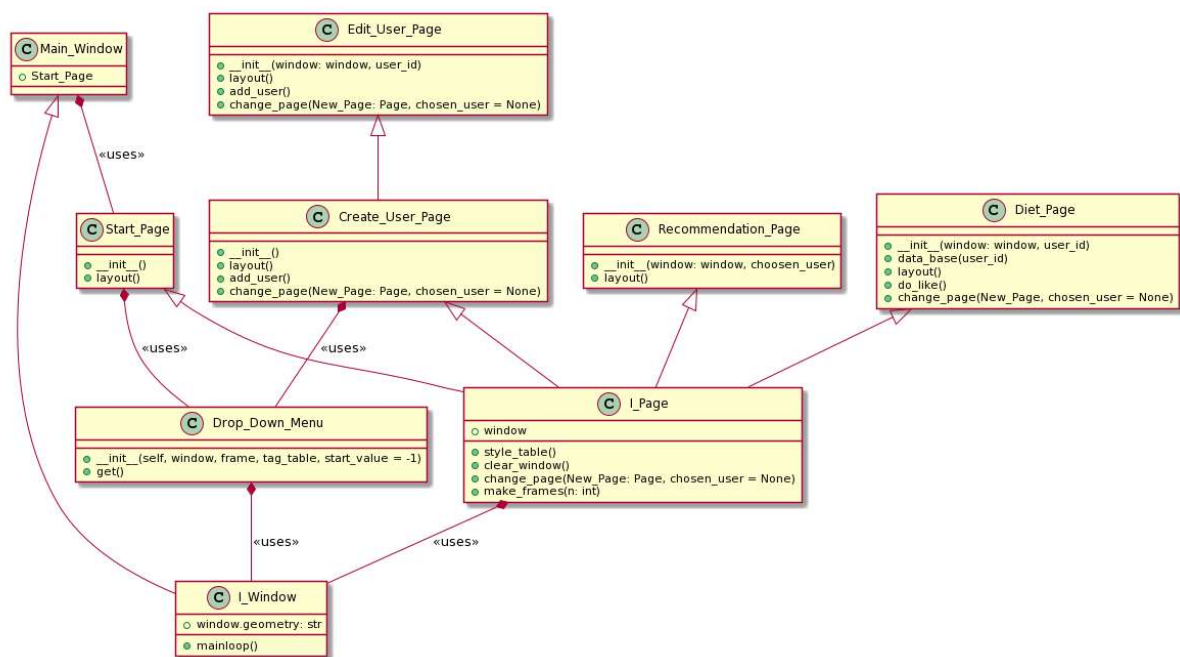 C Edit_User_Page
__init__(window: window, user_id)
layout()
add_user()
change_page(New_Page: Page, chosen_user = None)
C Main_Window
Start_Page
«uses»
C Start_Page
__init__()
layout()
C Create_User_Page
__init__()
layout()
add_user()
change_page(New_Page: Page, chosen_user = None)
C Recommendation_Page
__init__(window: window, choosen_user)
layout()
C Diet_Page
__init__(window: window, user_id)
data_base(user_id)
layout()
do_like()
change_page(New_Page, chosen_user = None)
«uses»
«uses»
C Drop_Down_Menu
__init__(self, window, frame, tag_table, start_value = -1)
get()
C I_Page
window
style_table()
clear_window()
change_page(New_Page: Page, chosen_user = None)
make_frames(n: int)
«uses»
«uses»
C I_Window
window.geometry: str
mainloop()